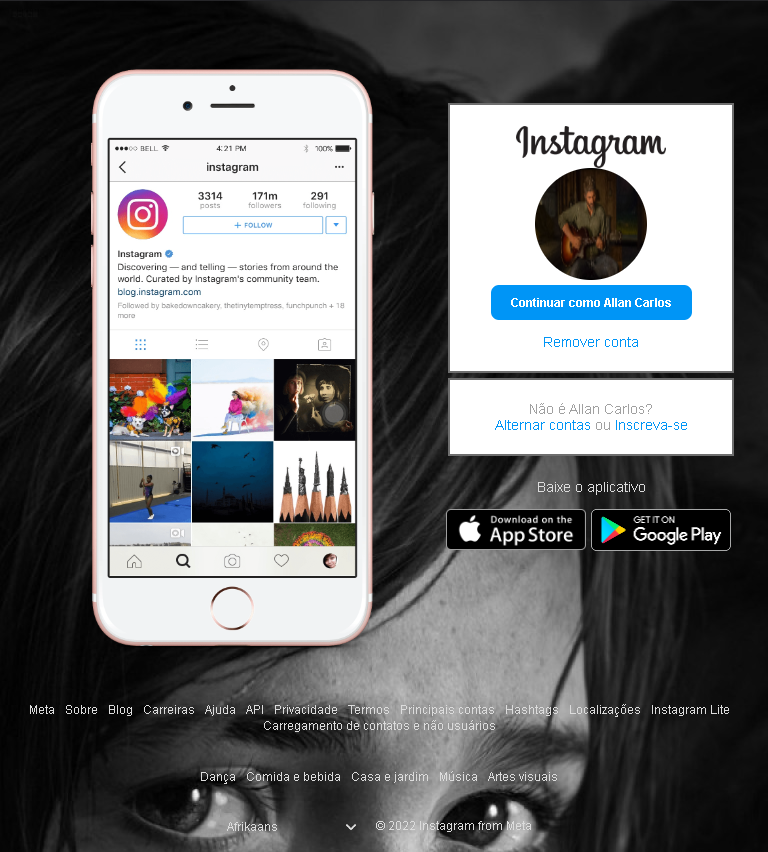 BELL
4:21 PM
100%
instagram
3314
171m
291
posts
followers
following
+ FOLLOW
Instagram
Discovering — and telling — stories from around the
world. Curated by Instagram's community team.
blog.instagram.com
Followed by bakedowncakery, thetinytemptress, funchpunch + 18
more
Instagram
Continuar como Allan Carlos
Remover conta
Não é Allan Carlos?
Alternar contas ou Inscreva-se
Baixe o aplicativo
Download on the
App Store
GET IT ON
Google Play
Meta Sobre Blog Carreiras Ajuda API Privacidade Termos Principais contas Hashtags Localizações Instagram Lite
Carregamento de contatos e não usuários
Dança Comida e bebida Casa e jardim Música Artes visuais
Afrikaans
© 2022 Instagram from Meta